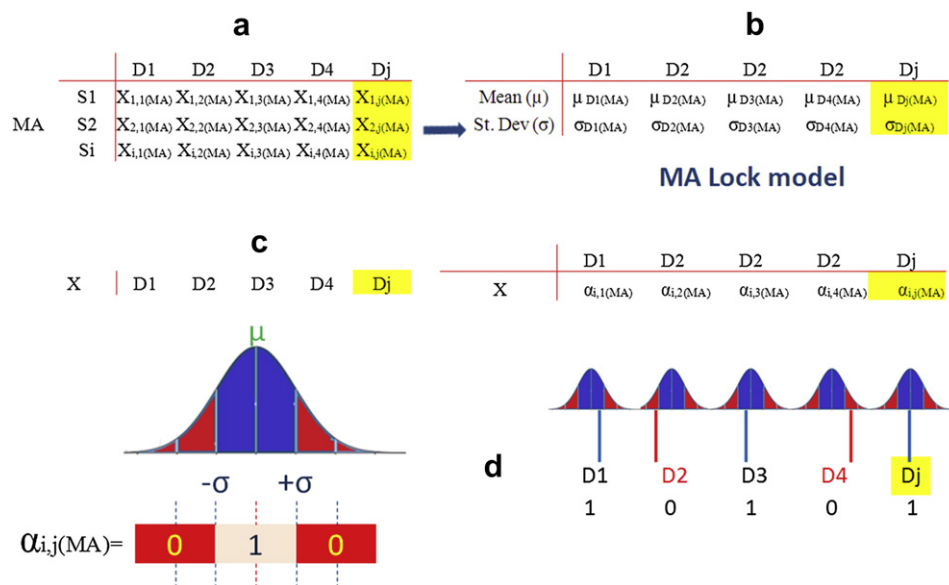 a
D1 D2 D3 D4 Dj
S1 X1,1(MA) X1,2(MA) X1,3(MA) X1,4(MA) X1,j(MA)
MA S2 X2,1(MA) X2,2(MA) X2,3(MA) X2,4(MA) X2,j(MA)
Si Xi,1(MA) Xi,2(MA) Xi,3(MA) Xi,4(MA) Xi,j(MA)
b
D1 D2 D2 D2 Dj
Mean (μ) μ D1(MA) μ D2(MA) μ D3(MA) μ D4(MA) μ Dj(MA)
St. Dev (σ) σD1(MA) σD2(MA) σD3(MA) σD4(MA) σDj(MA)
MA Lock model
c
X D1 D2 D3 D4 Dj
μ
-σ +σ
αi,j(MA)= 0 1 0
D1 D2 D2 D2 Dj
X αi,1(MA) αi,2(MA) αi,3(MA) αi,4(MA) αi,j(MA)
d
D1 D2 D3 D4 Dj
1 0 1 0 1